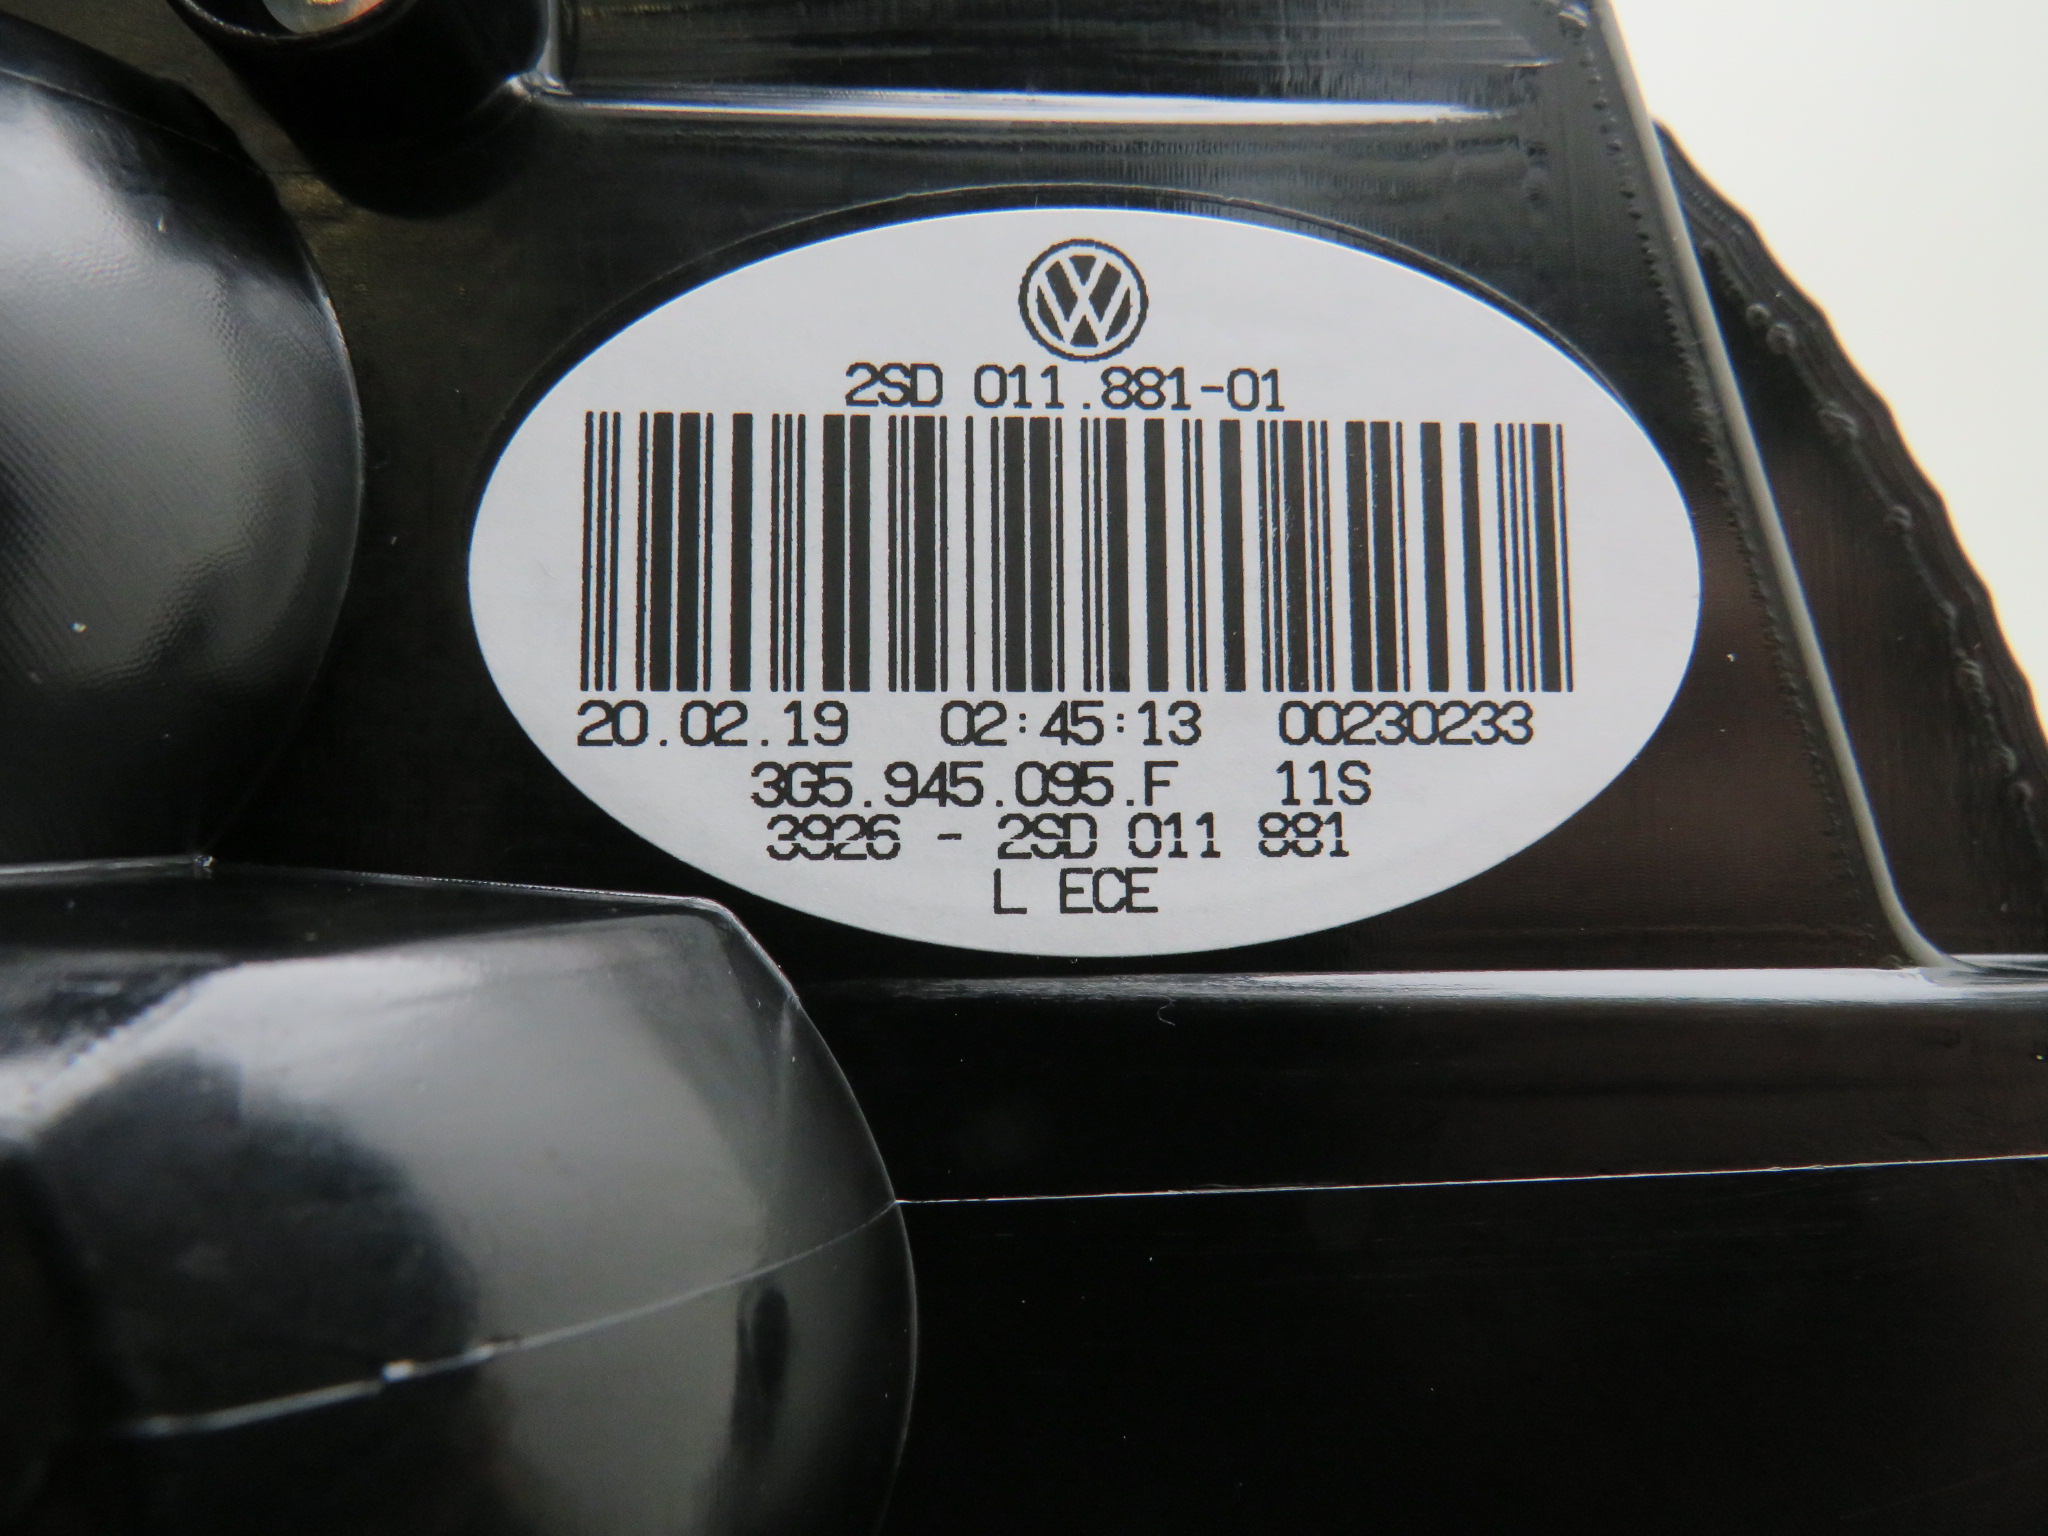 2SD 011.881-01
20.02.19 02:45:13 00230233
3G5.945.095.F 11S
3926 - 2SD 011 881
L ECE